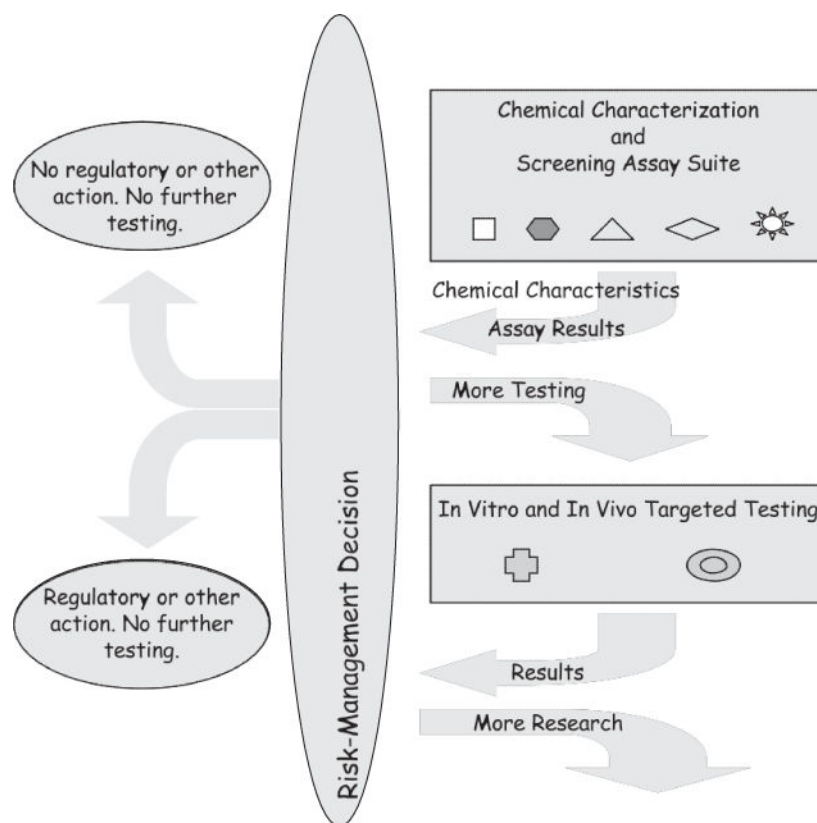 No regulatory or other
action. No further
testing.
Regulatory or other
action. No further
testing.
Risk-Management Decision
Chemical Characterization
and
Screening Assay Suite
Chemical Characteristics
Assay Results
More Testing
In Vitro and In Vivo Targeted Testing
Results
More Research